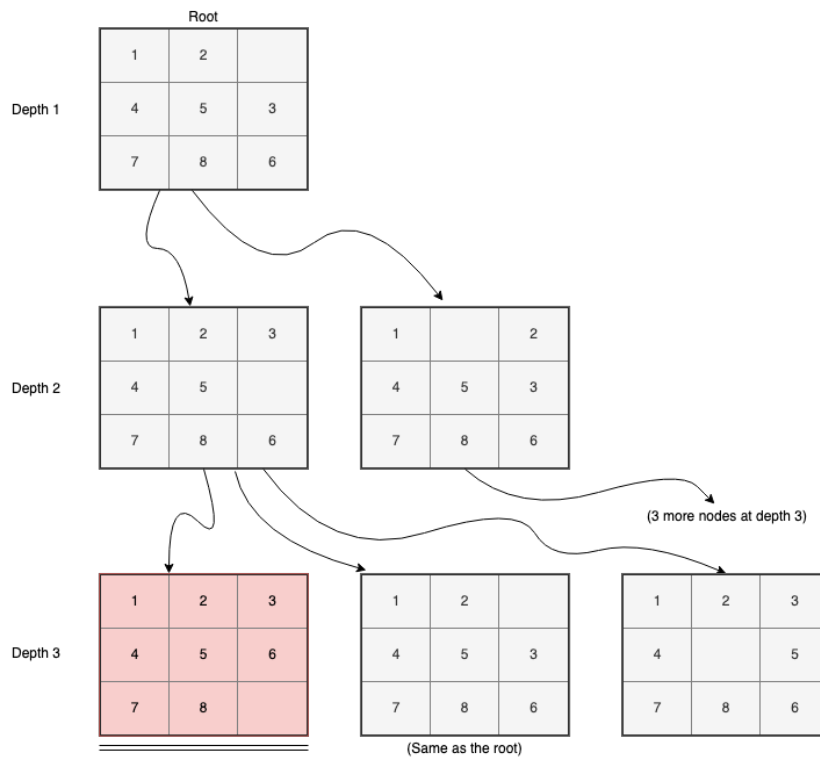 Root
1 2
Depth 1
4 5 3
7 8 6
1 2 3
1 2
Depth 2
4 5
4 5 3
7 8 6
7 8 6
(3 more nodes at depth 3)
1 2 3
1 2
1 2 3
Depth 3
4 5 6
4 5 3
4 5
7 8
7 8 6
7 8 6
(Same as the root)